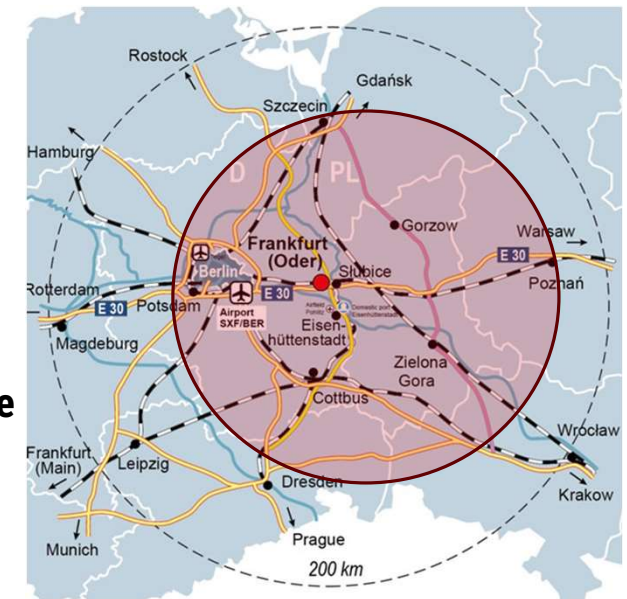 Rostock
Gdańsk
Szczecin
Hamburg
D
PL
Gorzow
Frankfurt
(Oder)
Warsaw
E 30
Berlin
Słubice
Poznań
Rotterdam
Potsdam
E 30
E 30
Airport
SXF/BER
Eisen-
hüttenstadt
Magdeburg
Zielona
Gora
Cottbus
e
Wrocław
Frankfurt
(Main)
Leipzig
Dresden
Krakow
Munich
Prague
200 km